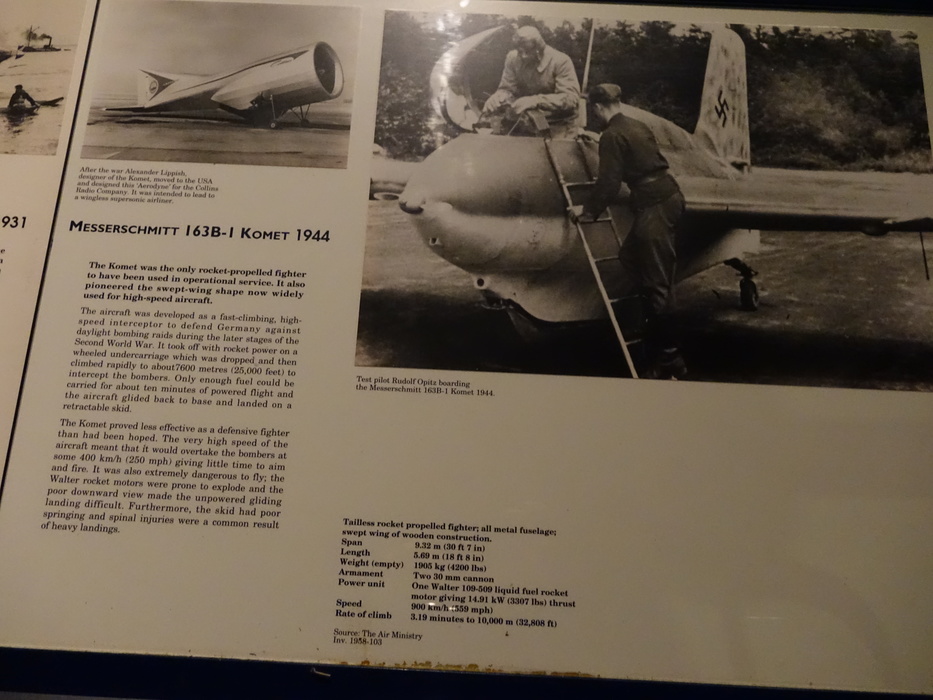 931
e
After the war Alexander Lippish,
designer of the Komet, moved to the USA
and designed this 'Aerodyne' for the Collins
Radio Company. It was intended to lead to
a wingless supersonic airliner.
MESSERSCHMITT 163B-1 KOMET 1944
The Komet was the only rocket-propelled fighter
to have been used in operational service. It also
pioneered the swept-wing shape now widely
used for high-speed aircraft.
The aircraft was developed as a fast-climbing, high-
speed interceptor to defend Germany against
daylight bombing raids during the later stages of the
Second World War. It took off with rocket power on a
wheeled undercarriage which was dropped and then
climbed rapidly to about7600 metres (25,000 feet) to
intercept the bombers. Only enough fuel could be
carried for about ten minutes of powered flight and
the aircraft glided back to base and landed on a
retractable skid.
The Komet proved less effective as a defensive fighter
than had been hoped. The very high speed of the
aircraft meant that it would overtake the bombers at
some 400 km/h (250 mph) giving little time to aim
and fire. It was also extremely dangerous to fly; the
Walter rocket motors were prone to explode and the
poor downward view made the unpowered gliding
landing difficult. Furthermore, the skid had poor
springing and spinal injuries were a common result
of heavy landings.
Test pilot Rudolf Opitz boarding
the Messerschmitt 163B-1 Komet 1944.
Tailless rocket propelled fighter; all metal fuselage;
swept wing of wooden construction.
Span 9.32 m (30 ft 7 in)
Length 5.69 m (18 ft 8 in)
Weight (empty) 1905 kg (4200 lbs)
Armament Two 30 mm cannon
Power unit One Walter 109-509 liquid fuel rocket
motor giving 14.91 kW (3307 lbs) thrust
Speed 900 km/h (559 mph)
Rate of climb 3.19 minutes to 10,000 m (32,808 ft)
Source: The Air Ministry
Inv. 1958-103